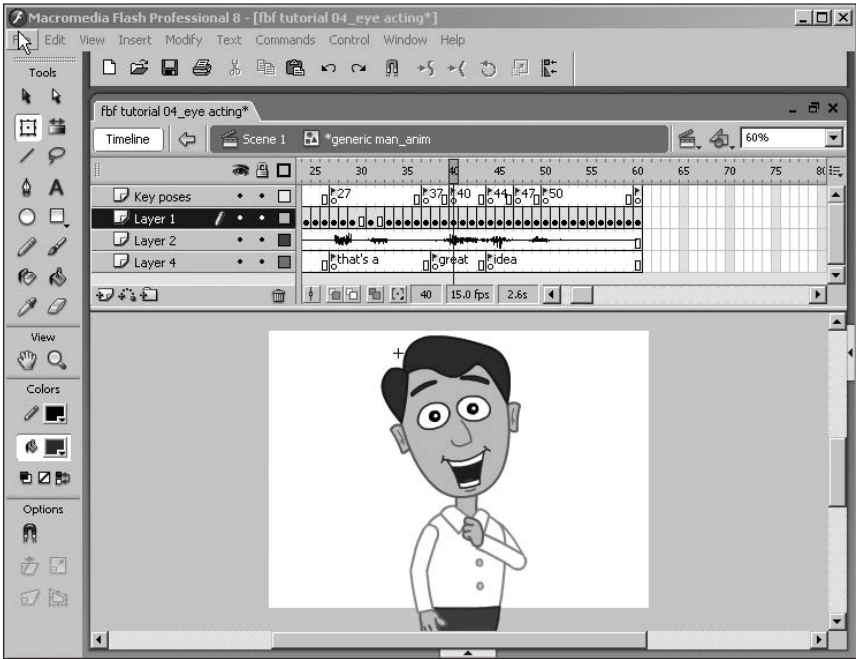 Macromedia Flash Professional 8 - [fbf tutorial 04_eye acting*]
Edit View Insert Modify Text Commands Control Window Help
Tools
fbf tutorial 04_eye acting*
Timeline Scene 1 *generic man_anim 60%
25 30 35 40 45 50 55 60 65 70 75 80
Key poses 27 37 40 44 47 50
Layer 1
Layer 2
Layer 4 that's a great idea
40 15.0 fps 2.6s
A
View
Colors
Options